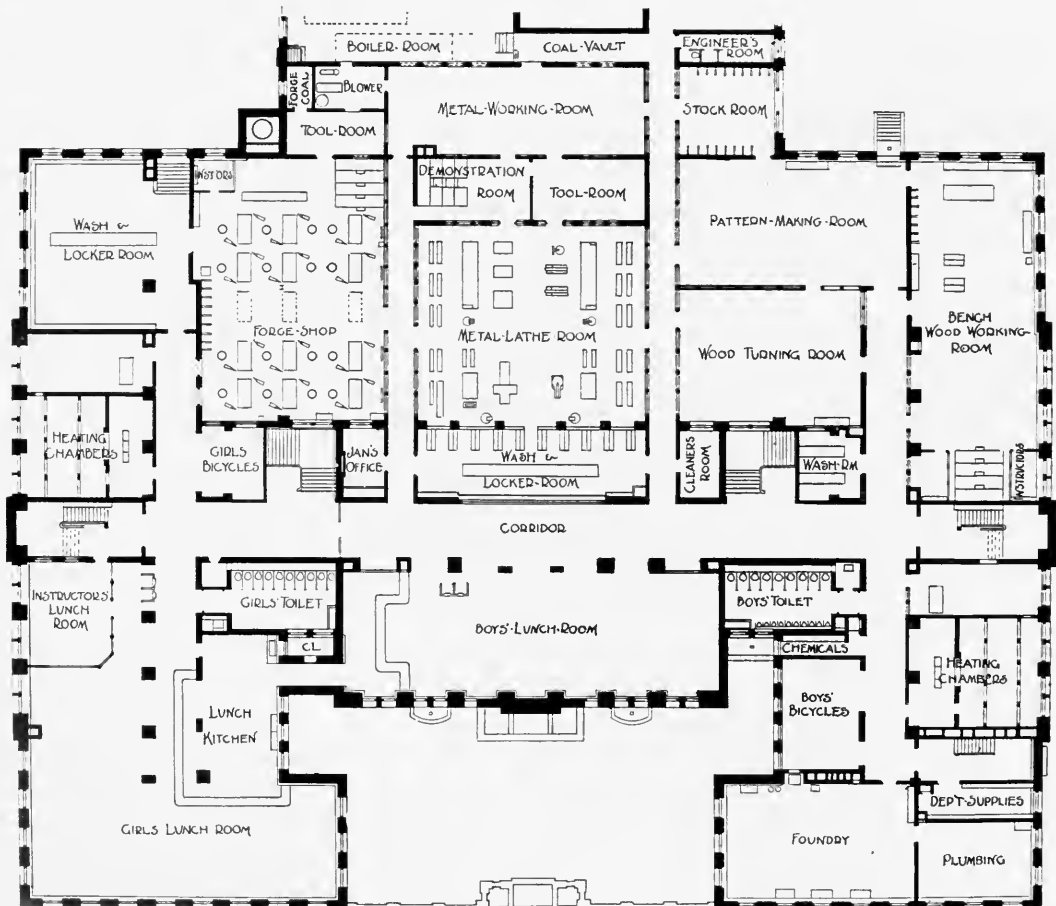 BOILER-ROOM
COAL-VAULT
ENGINEER'S
ROOM
FORGE
COAL
BLOWER
METAL-WORKING-ROOM
STOCK ROOM
TOOL-ROOM
INSTORS
DEMONSTRATION
ROOM
TOOL-ROOM
PATTERN-MAKING-ROOM
WASH &
LOCKER ROOM
FORGE-SHOP
METAL-LATHE ROOM
WOOD TURNING ROOM
BENCH
WOOD WORKING-
ROOM
HEATING
CHAMBERS
GIRLS
BICYCLES
JAN'S
OFFICE
WASH &
LOCKER-ROOM
CLEANERS
ROOM
WASH-RM
INSTRUCTORS
CORRIDOR
INSTRUCTORS'
LUNCH
ROOM
GIRLS' TOILET
BOYS'-LUNCH-ROOM
BOYS' TOILET
CL.
CHEMICALS
HEATING
CHAMBERS
LUNCH
KITCHEN
BOYS'
BICYCLES
DEP'T-SUPPLIES
GIRLS LUNCH ROOM
FOUNDRY
PLUMBING